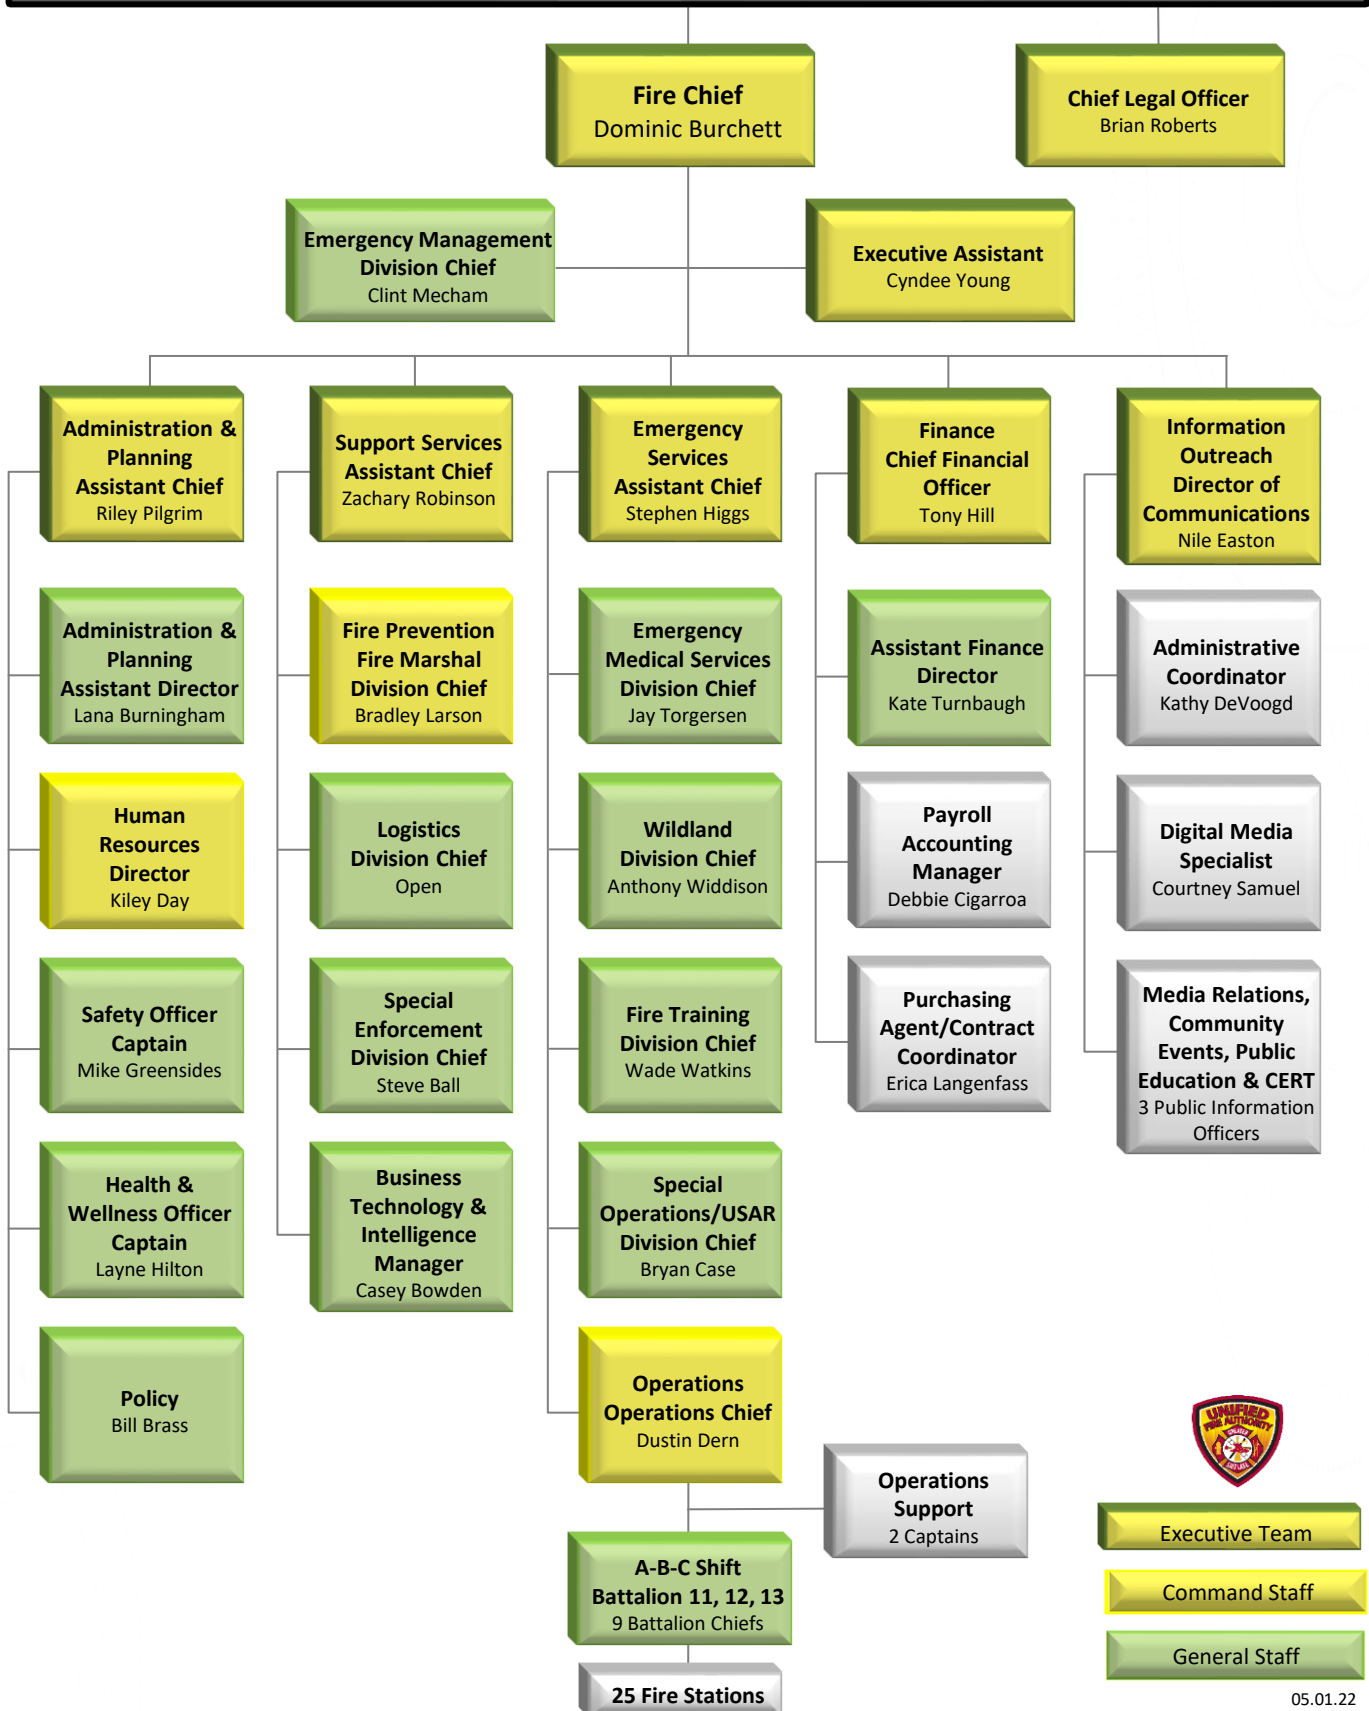 Fire Chief
Dominic Burchett
Chief Legal Officer
Brian Roberts
Emergency Management
Division Chief
Clint Mecham
Executive Assistant
Cyndee Young
Administration &
Planning
Assistant Chief
Riley Pilgrim
Support Services
Assistant Chief
Zachary Robinson
Emergency
Services
Assistant Chief
Stephen Higgs
Finance
Chief Financial
Officer
Tony Hill
Information
Outreach
Director of
Communications
Nile Easton
Administration &
Planning
Assistant Director
Lana Burningham
Fire Prevention
Fire Marshal
Division Chief
Bradley Larson
Emergency
Medical Services
Division Chief
Jay Torgersen
Assistant Finance
Director
Kate Turnbaugh
Administrative
Coordinator
Kathy DeVoogd
Human
Resources
Director
Kiley Day
Logistics
Division Chief
Open
Wildland
Division Chief
Anthony Widdison
Payroll
Accounting
Manager
Debbie Cigarroa
Digital Media
Specialist
Courtney Samuel
Safety Officer
Captain
Mike Greensides
Special
Enforcement
Division Chief
Steve Ball
Fire Training
Division Chief
Wade Watkins
Purchasing
Agent/Contract
Coordinator
Erica Langenfass
Media Relations,
Community
Events, Public
Education & CERT
3 Public Information
Officers
Health &
Wellness Officer
Captain
Layne Hilton
Business
Technology &
Intelligence
Manager
Casey Bowden
Special
Operations/USAR
Division Chief
Bryan Case
Policy
Bill Brass
Operations
Operations Chief
Dustin Dern
Operations
Support
2 Captains
A-B-C Shift
Battalion 11, 12, 13
9 Battalion Chiefs
25 Fire Stations
UNIFIED
FIRE AUTHORITY
GREATER
SALT LAKE
Executive Team
Command Staff
General Staff
05.01.22